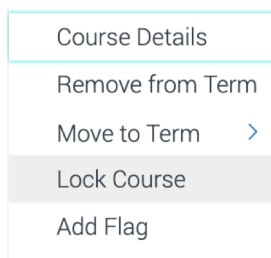 Course Details
Remove from Term
Move to Term
Lock Course
Add Flag